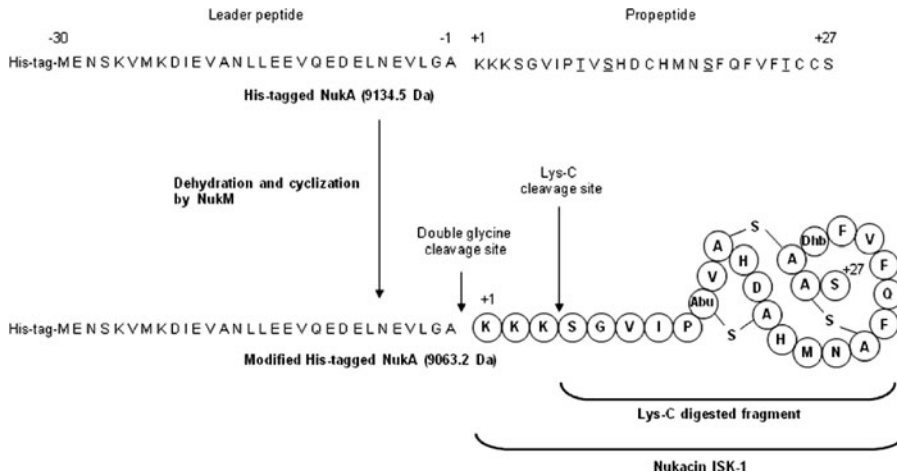 Leader peptide Propeptide
-30 -1 +1 +27
His-tag-MENSKVMKDIEVANLLEEVQEDELNEVLGA KKKSGVIPTVSHDCHMNSFQFVFTCCS
His-tagged NukA (9134.5 Da)
Dehydration and cyclization
by NukM
Lys-C
cleavage site
Double glycine
cleavage site
+1
His-tag-MENSKVMKDIEVANLLEEVQEDELNEVLGA K K K S G V I P Abu V A H D A H M N A F Q F V F Dhb A A S
S
S
S
+27
Modified His-tagged NukA (9063.2 Da)
Lys-C digested fragment
Nukacin ISK-1